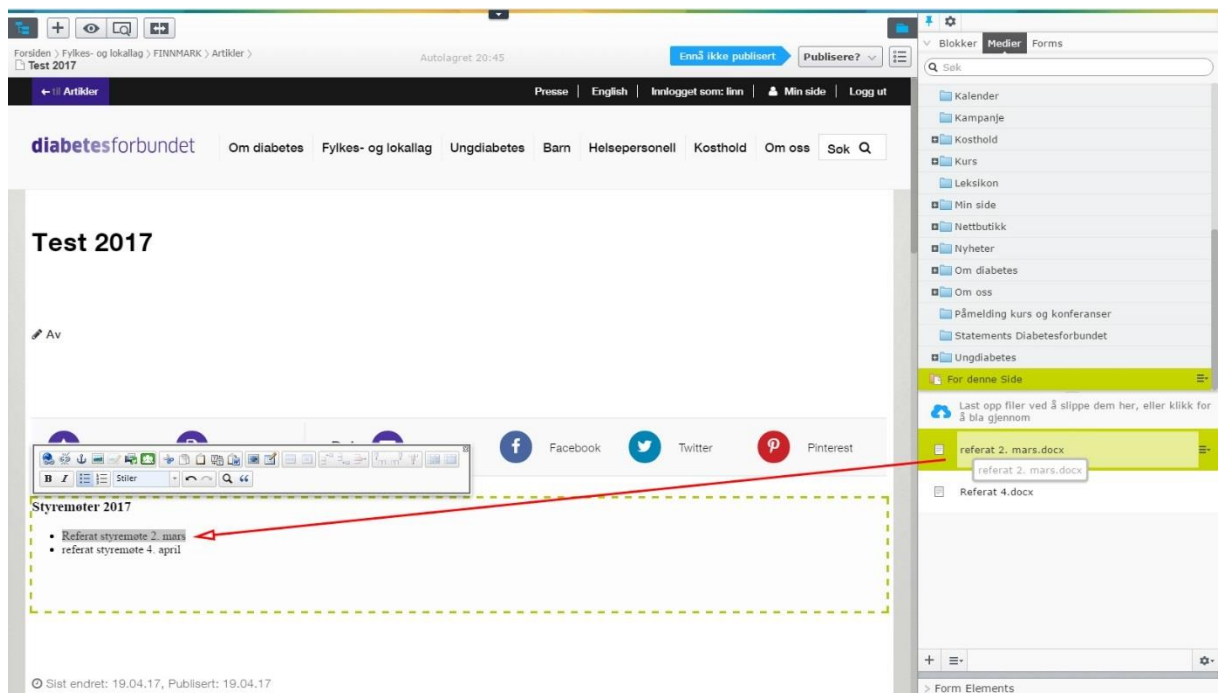 Forsiden > Fylkes- og lokallag > FINNMARK > Artikler >
Test 2017
Autolagret 20:45
Ennå ikke publisert
Publisere?
←til Artikler
Presse | English | Innlogget som: linn | Min side | Logg ut
diabetesforbundet
Om diabetes Fylkes- og lokallag Ungdiabetes Barn Helsepersonell Kosthold Om oss Søk
Test 2017
Av
Facebook Twitter Pinterest
B I Stiler
Styremøter 2017
• Referat styremøte 2. mars
• referat styremøte 4. april
Sist endret: 19.04.17, Publisert: 19.04.17
Blokker Medier Forms
Søk
Kalender
Kampanje
Kosthold
Kurs
Leksikon
Min side
Nettbutikk
Nyheter
Om diabetes
Om oss
Påmelding kurs og konferanser
Statements Diabetesforbundet
Ungdiabetes
For denne Side
Last opp filer ved å slippe dem her, eller klikk for
å bla gjennom
referat 2. mars.docx
referat 2. mars.docx
Referat 4.docx
> Form Elements